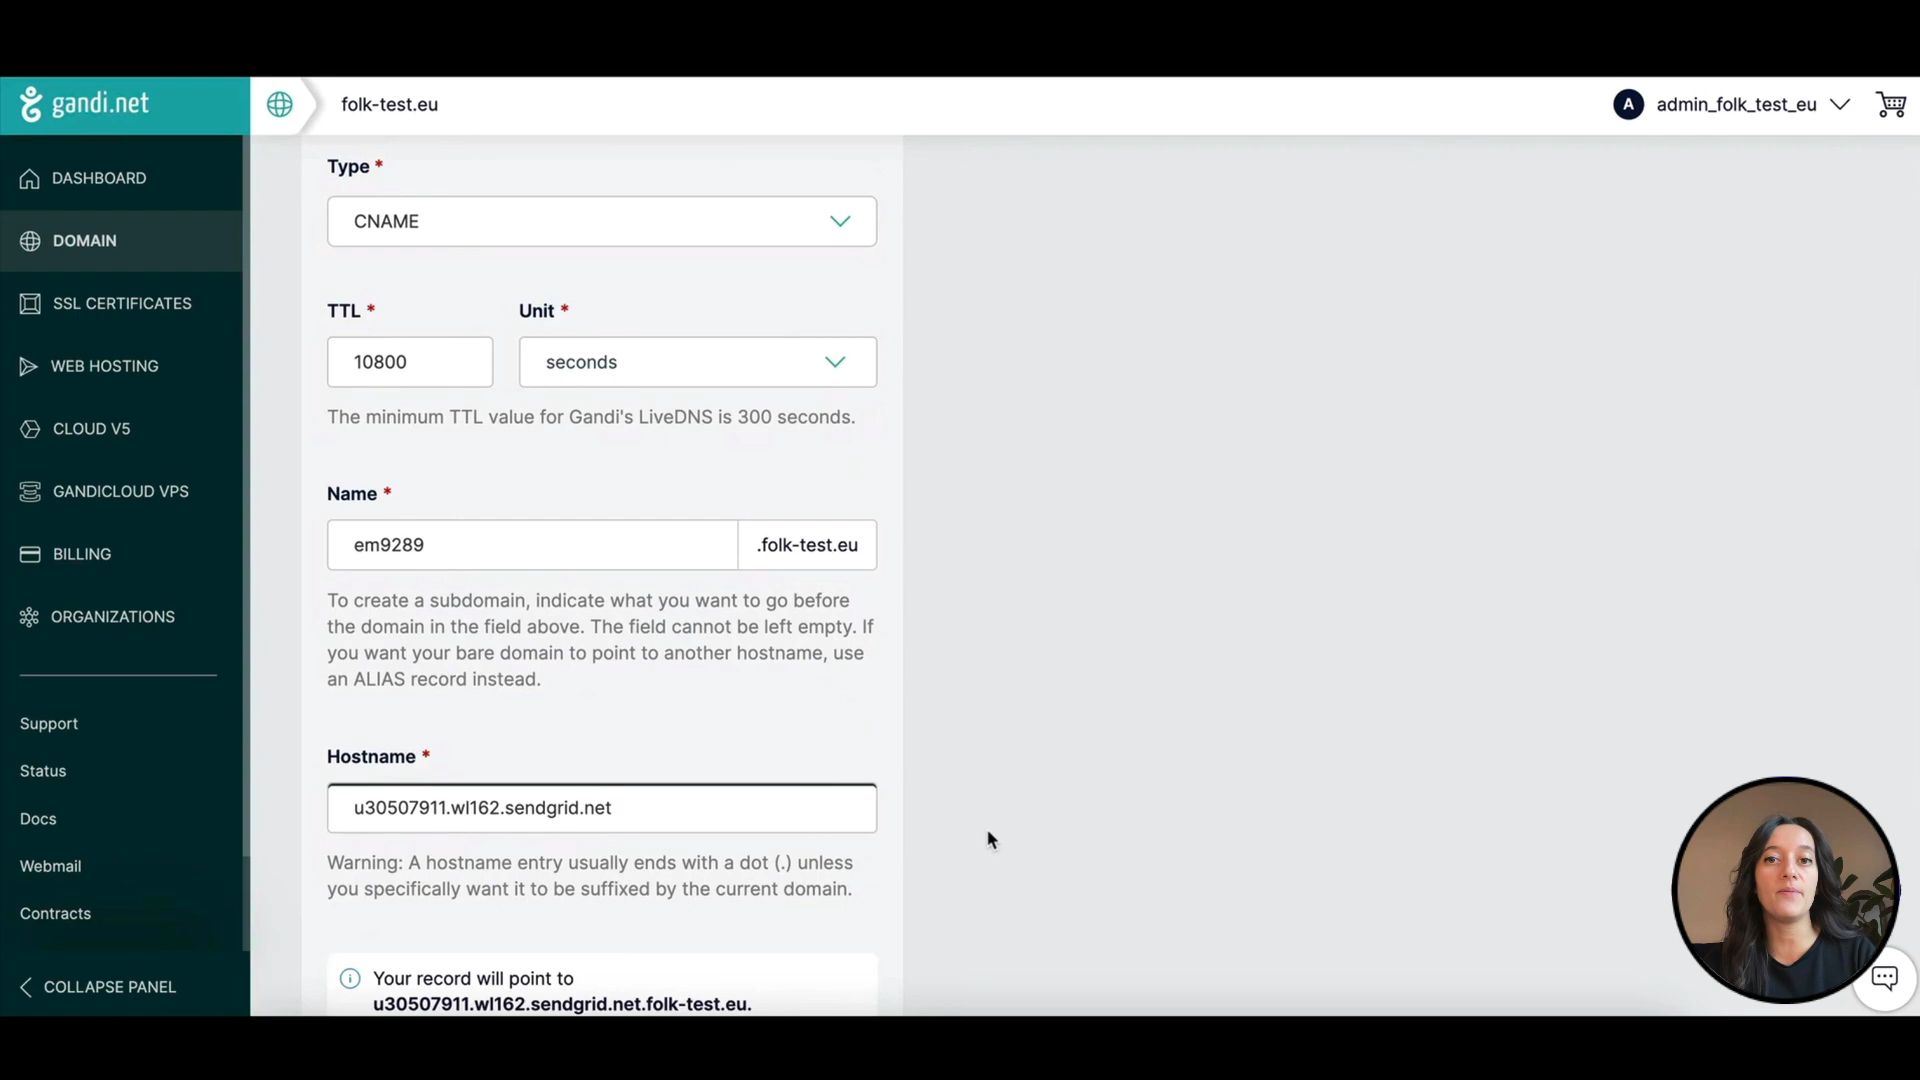 gandi.net
folk-test.eu
A admin_folk_test_eu
DASHBOARD
DOMAIN
SSL CERTIFICATES
WEB HOSTING
CLOUD V5
GANDICLOUD VPS
BILLING
ORGANIZATIONS
Support
Status
Docs
Webmail
Contracts
COLLAPSE PANEL
Type *
CNAME
TTL * Unit *
10800 seconds
The minimum TTL value for Gandi's LiveDNS is 300 seconds.
Name *
em9289 .folk-test.eu
To create a subdomain, indicate what you want to go before
the domain in the field above. The field cannot be left empty. If
you want your bare domain to point to another hostname, use
an ALIAS record instead.
Hostname *
u30507911.wl162.sendgrid.net
Warning: A hostname entry usually ends with a dot (.) unless
you specifically want it to be suffixed by the current domain.
Your record will point to
u30507911.wl162.sendgrid.net.folk-test.eu.